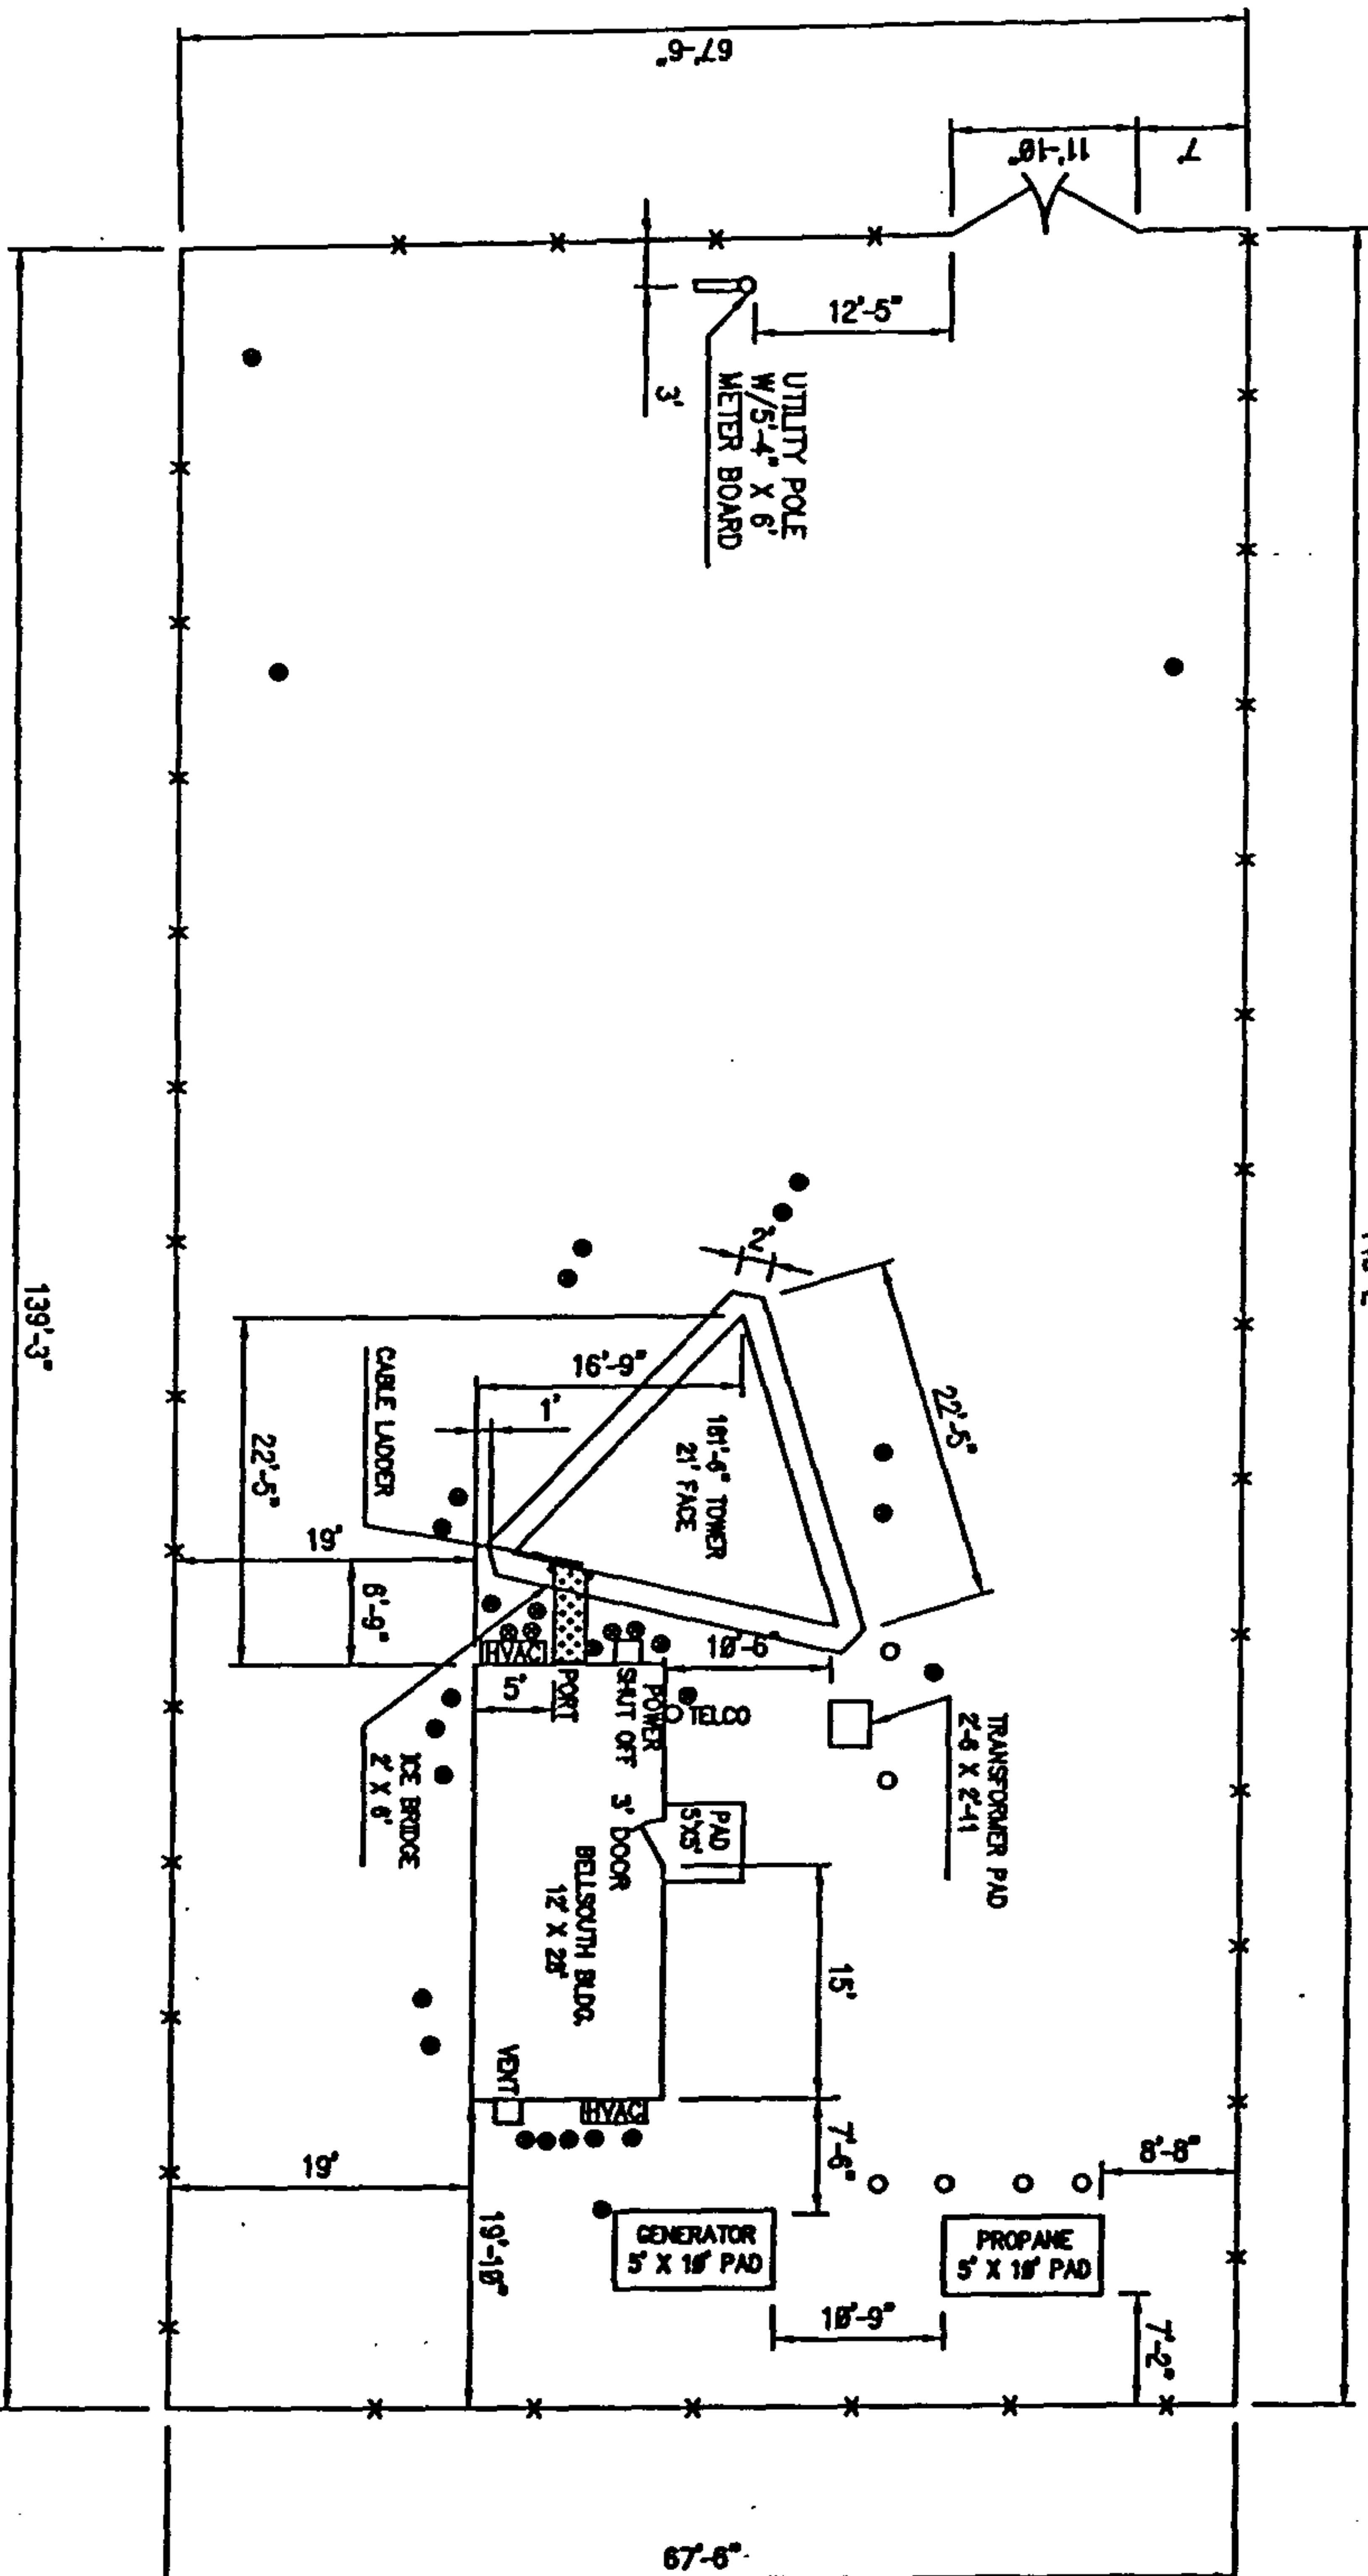 67'-6"
11'-10"
7'
12'-5"
3'
UTILITY POLE
W/5'-4" X 6'
METER BOARD
139'-3"
2'
22'-5"
16'-9"
1'
TOWER
21' FACE
CABLE LADDER
22'-5"
19'
6'-9"
HVAC
5'
PORT
POWER
SHUT OFF
10'-6"
TELCO
TRANSFORMER PAD
2'-6 X 2'-11
ICE BRIDGE
2' X 6'
3' DOOR
PAD
5'X5'
BELLSOUTH BLDG.
12' X 28'
15'
VENT
HVAC
7'-6"
8'-8"
19'
19'-10"
GENERATOR
5' X 10' PAD
PROPANE
5' X 10' PAD
10'-9"
7'-2"
67'-6"